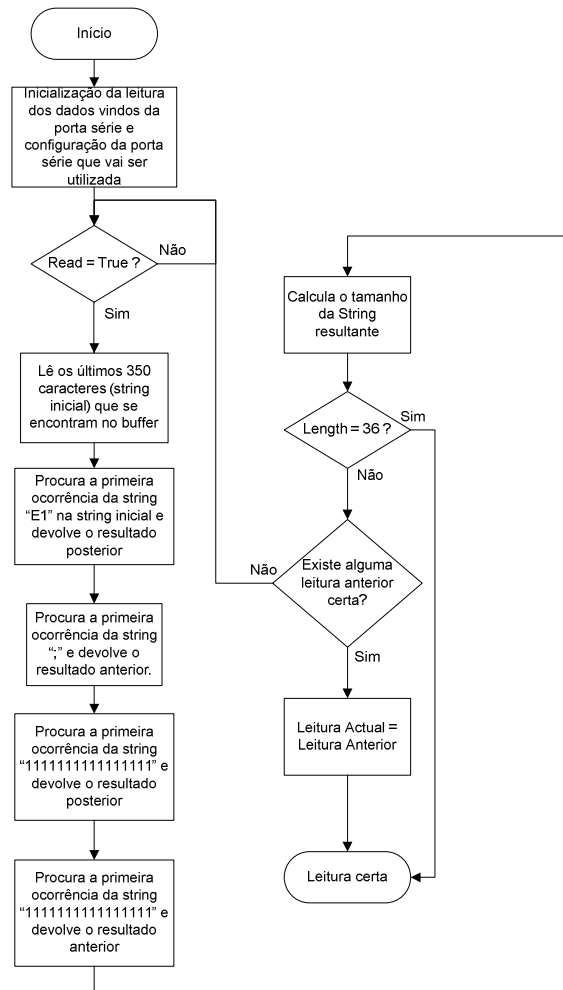 Início
Inicialização da leitura
dos dados vindos da
porta série e
configuração da porta
série que vai ser
utilizada
Read = True ?
Não
Sim
Lê os últimos 350
caracteres (string
inicial) que se
encontram no buffer
Procura a primeira
ocorrência da string
“E1” na string inicial e
devolve o resultado
posterior
Procura a primeira
ocorrência da string
“;” e devolve o
resultado anterior.
Procura a primeira
ocorrência da string
“1111111111111111” e
devolve o resultado
posterior
Procura a primeira
ocorrência da string
“1111111111111111” e
devolve o resultado
anterior
Calcula o tamanho
da String
resultante
Length = 36 ?
Sim
Não
Existe alguma
leitura anterior
certa?
Não
Sim
Leitura Actual =
Leitura Anterior
Leitura certa